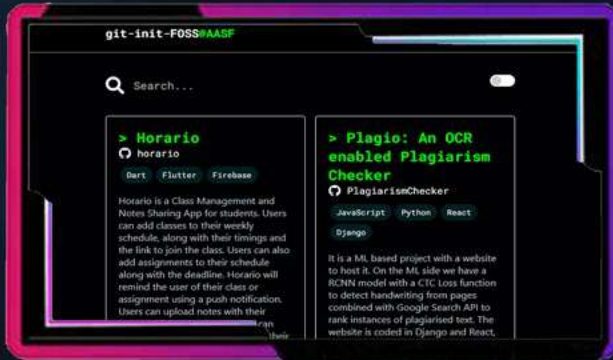 git-init-FOSS@AASF
Search...
> Horario
horario
Dart Flutter Firebase
Horario is a Class Management and
Notes Sharing App for students. Users
can add classes to their weekly
schedule, along with their timings and
the link to join the class. Users can also
add assignments to their schedule
along with the deadline. Horario will
remind the user of their class or
assignment using a push notification.
Users can upload notes with their
can
their
> Plagio: An OCR
enabled Plagiarism
Checker
PlagiarismChecker
JavaScript Python React
Django
It is a ML based project with a website
to host it. On the ML side we have a
RCNN model with a CTC Loss function
to detect handwriting from pages
combined with Google Search API to
rank instances of plagiarised text. The
website is coded in Django and React,